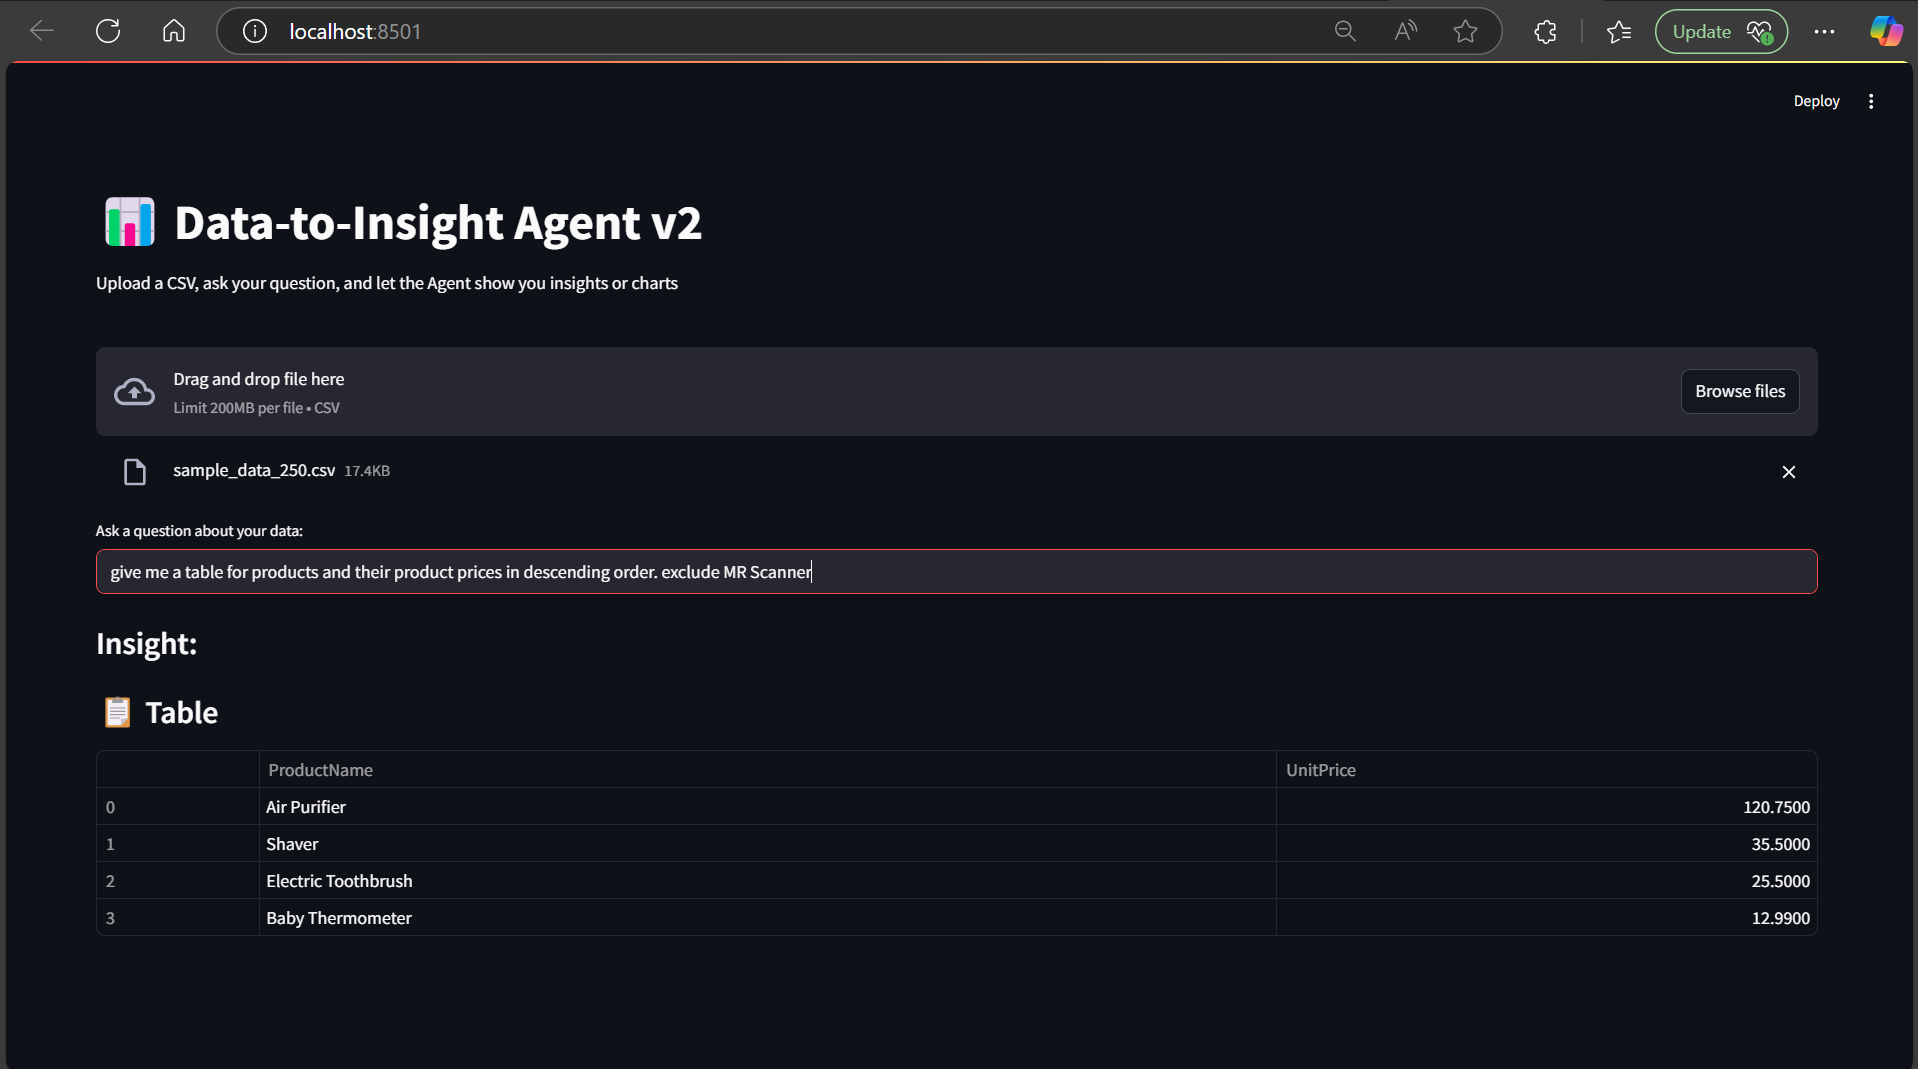 localhost:8501
Update
Deploy
Data-to-Insight Agent v2
Upload a CSV, ask your question, and let the Agent show you insights or charts
Drag and drop file here
Limit 200MB per file • CSV
Browse files
sample_data_250.csv 17.4KB
Ask a question about your data:
give me a table for products and their product prices in descending order. exclude MR Scanner
Insight:
Table
ProductName UnitPrice
0 Air Purifier 120.7500
1 Shaver 35.5000
2 Electric Toothbrush 25.5000
3 Baby Thermometer 12.9900